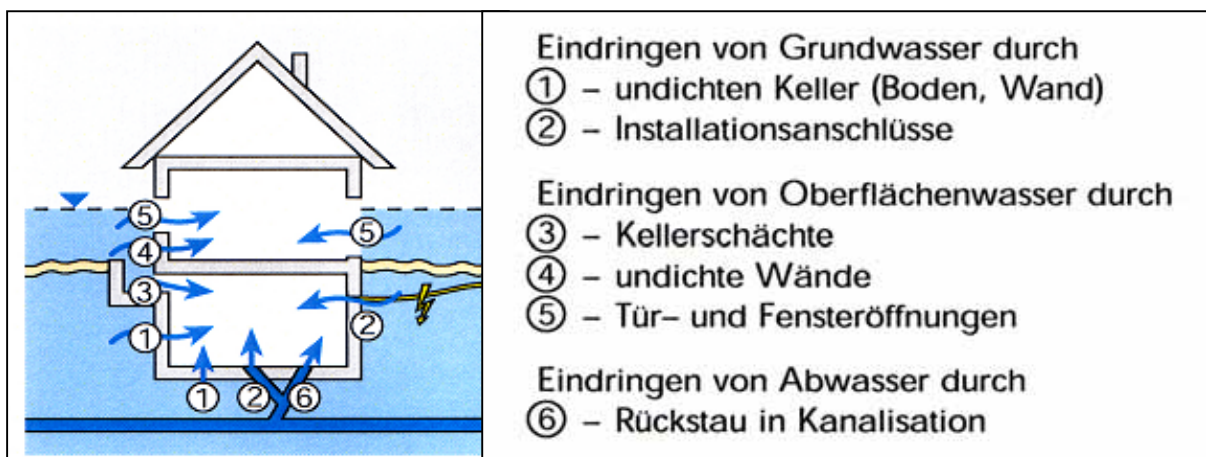 5
5
4
3
1
2
1
2
6
Eindringen von Grundwasser durch
① – undichten Keller (Boden, Wand)
② – Installationsanschlüsse
Eindringen von Oberflächenwasser durch
③ – Kellerschächte
④ – undichte Wände
⑤ – Tür– und Fensteröffnungen
Eindringen von Abwasser durch
⑥ – Rückstau in Kanalisation